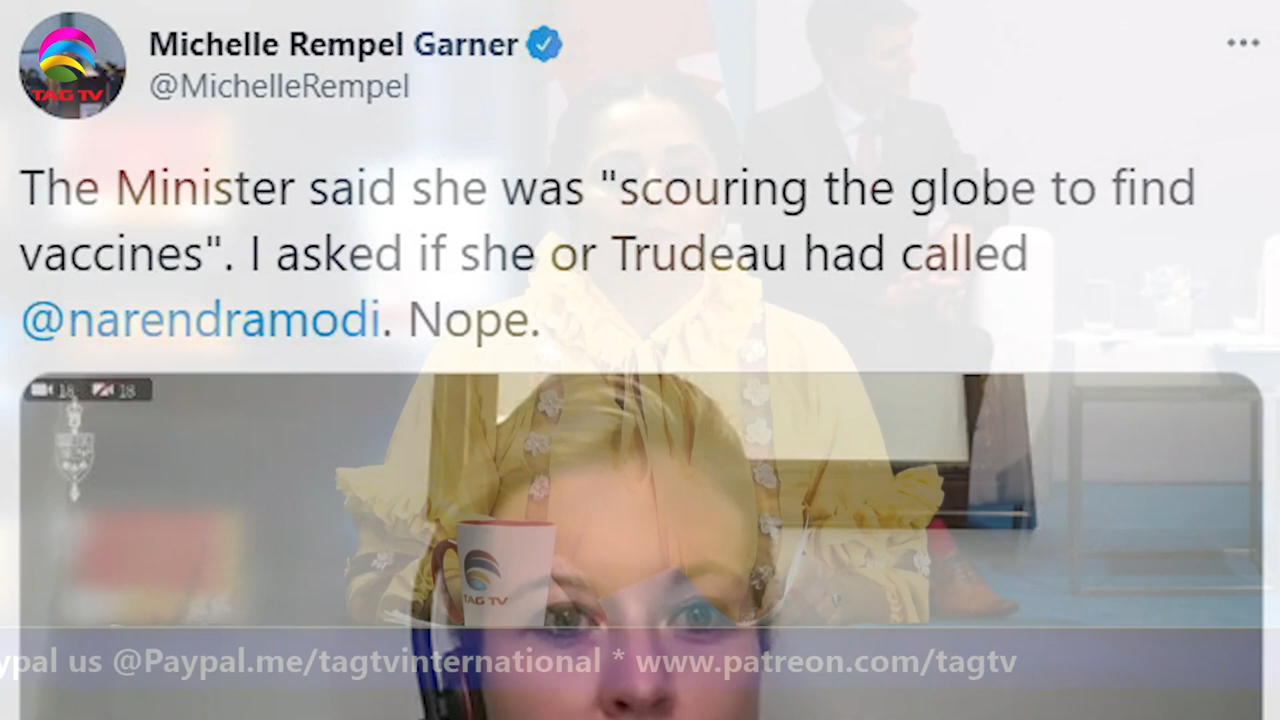 Michelle Rempel Garner
TAG TV
@MichelleRempel
The Minister said she was "scouring the globe to find
vaccines". I asked if she or Trudeau had called
@narendramodi. Nope.
18 18
TAG TV
ypal us @Paypal.me/tagtvinternational * www.patreon.com/tagtv